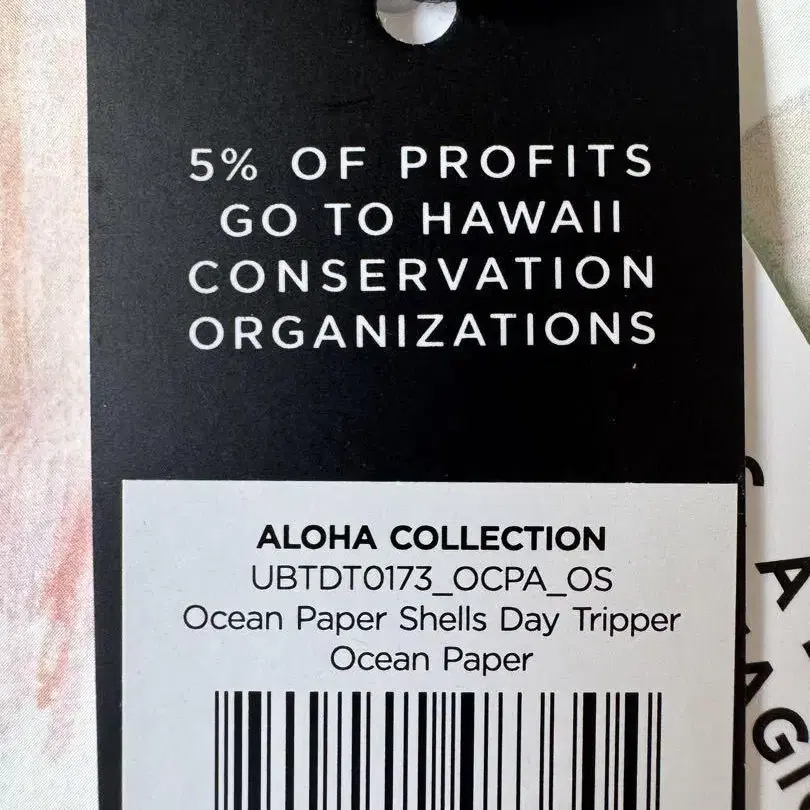 5% OF PROFITS
GO TO HAWAII
CONSERVATION
ORGANIZATIONS
ALOHA COLLECTION
UBTDT0173_OCPA_OS
Ocean Paper Shells Day Tripper
Ocean Paper